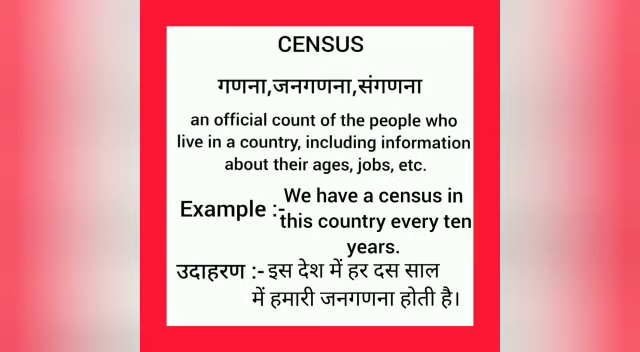 CENSUS
गणना,जनगणना,संगणना
an official count of the people who
live in a country, including information
about their ages, jobs, etc.
Example :- We have a census in
this country every ten
years.
उदाहरण :- इस देश में हर दस साल
में हमारी जनगणना होती है।